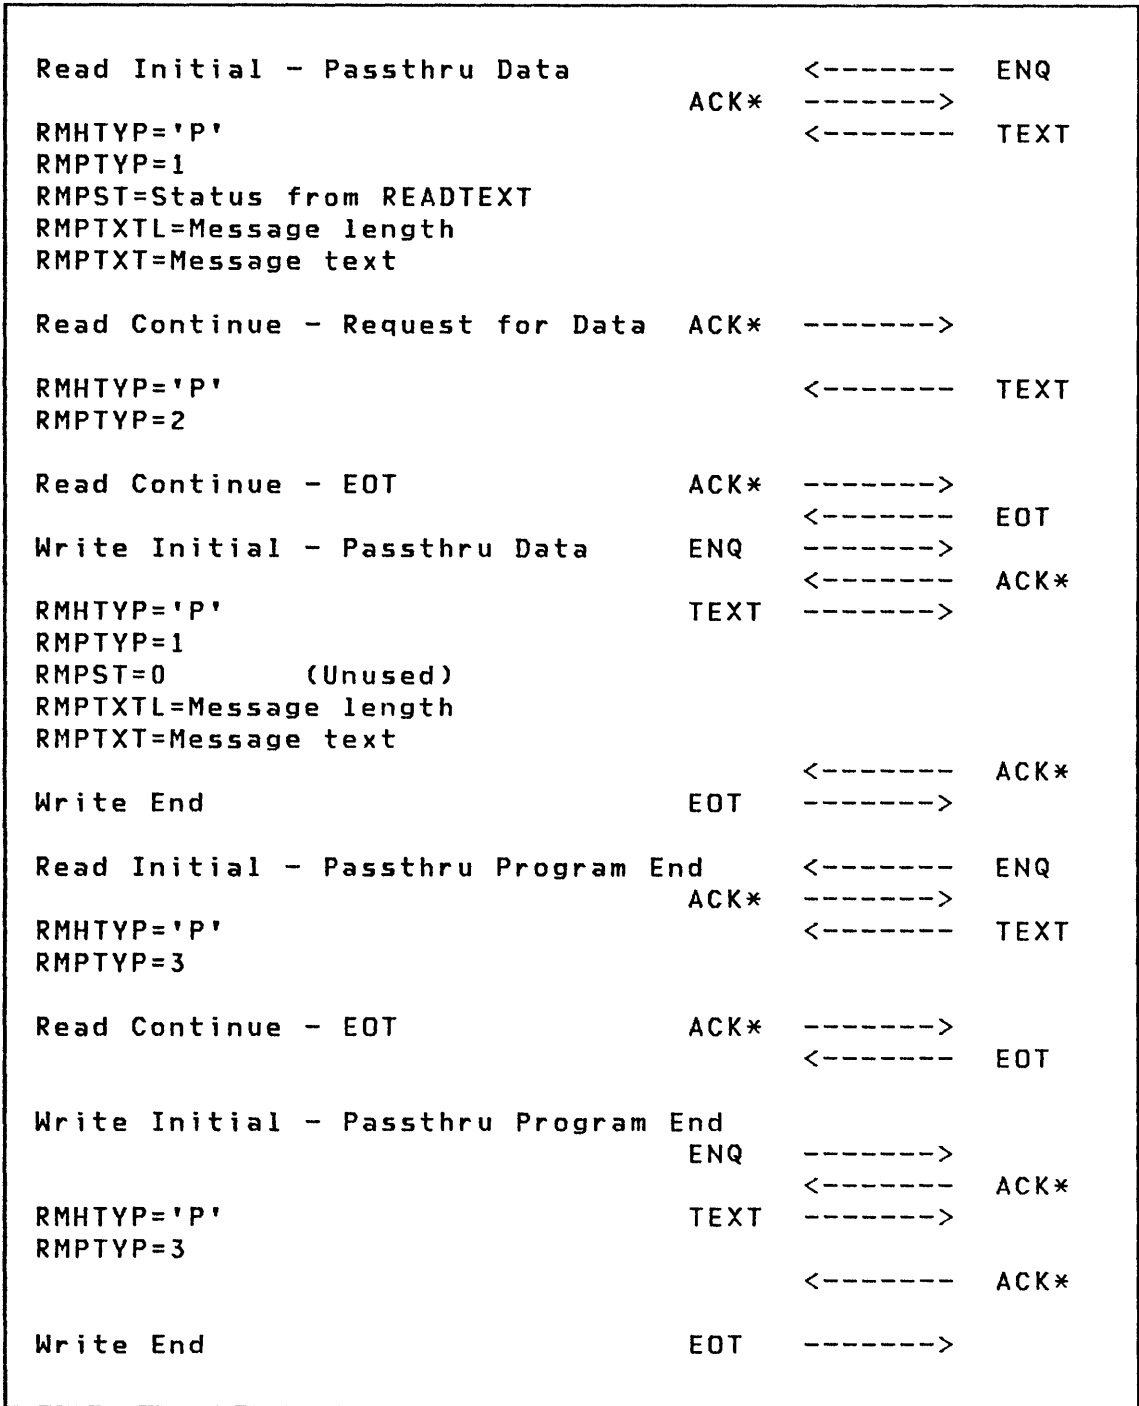 Read Initial - Passthru Data <------- ENQ
ACK* ------->
RMHTYP='P' <------- TEXT
RMPTYP=1
RMPST=Status from READTEXT
RMPTXTL=Message length
RMPTXT=Message text
Read Continue - Request for Data ACK* ------->
RMHTYP='P' <------- TEXT
RMPTYP=2
Read Continue - EOT ACK* ------->
<------- EOT
Write Initial - Passthru Data ENQ ------->
<------- ACK*
RMHTYP='P' TEXT ------->
RMPTYP=1
RMPST=0 (Unused)
RMPTXTL=Message length
RMPTXT=Message text
<------- ACK*
Write End EOT ------->
Read Initial - Passthru Program End <------- ENQ
ACK* ------->
RMHTYP='P' <------- TEXT
RMPTYP=3
Read Continue - EOT ACK* ------->
<------- EOT
Write Initial - Passthru Program End
ENQ ------->
<------- ACK*
RMHTYP='P' TEXT ------->
RMPTYP=3
<------- ACK*
Write End EOT ------->